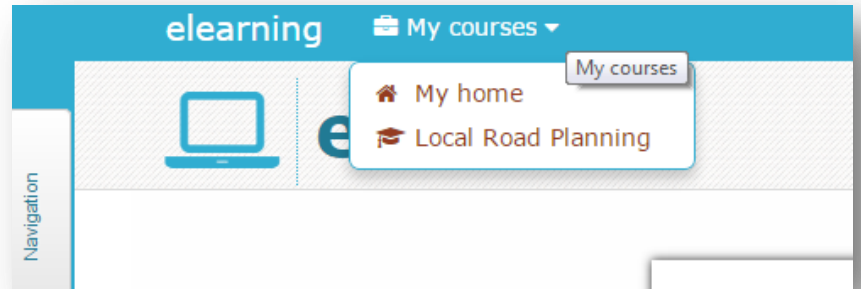 elearning My courses
My courses
My home
Local Road Planning
e
Navigation